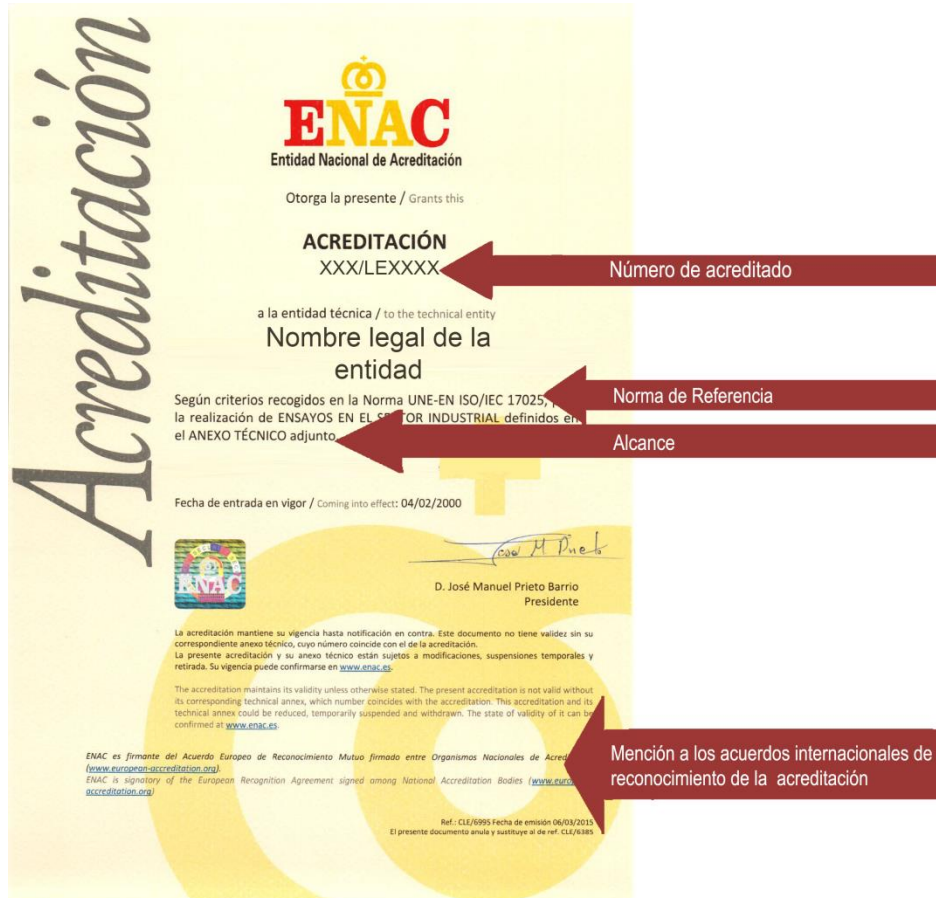 Acreditación
ENAC
Entidad Nacional de Acreditación
Otorga la presente / Grants this
ACREDITACIÓN
XXX/LEXXXX
Número de acreditado
a la entidad técnica / to the technical entity
Nombre legal de la
entidad
Según criterios recogidos en la Norma UNE-EN ISO/IEC 17025,
Norma de Referencia
la realización de ENSAYOS EN EL INDUSTRIAL definidos en
el ANEXO TÉCNICO adjunto
Alcance
Fecha de entrada en vigor / Coming into effect: 04/02/2000
ENAC
D. José Manuel Prieto Barrio
Presidente
La acreditación mantiene su vigencia hasta notificación en contra. Este documento no tiene validez sin su
correspondiente anexo técnico, cuyo número coincide con el de la acreditación.
La presente acreditación y su anexo técnico están sujetos a modificaciones, suspensiones temporales y
retirada. Su vigencia puede confirmarse en www.enac.es.
The accreditation maintains its validity unless otherwise stated. The present accreditation is not valid without
its corresponding technical annex, which number coincides with the accreditation. This accreditation and its
technical annex could be reduced, temporarily suspended and withdrawn. The state of validity of it can be
confirmed at www.enac.es.
Mención a los acuerdos internacionales de
reconocimiento de la acreditación
ENAC es firmante del Acuerdo Europeo de Reconocimiento Mutuo firmado entre Organismos Nacionales de
(www.european-accreditation.org).
ENAC is signatory of the European Recognition Agreement signed among National Accreditation Bodies
accreditation.org)
Ref.: CLE/6995 Fecha de emisión 06/03/2015
El presente documento anula y sustituye al de ref. CLE/6385